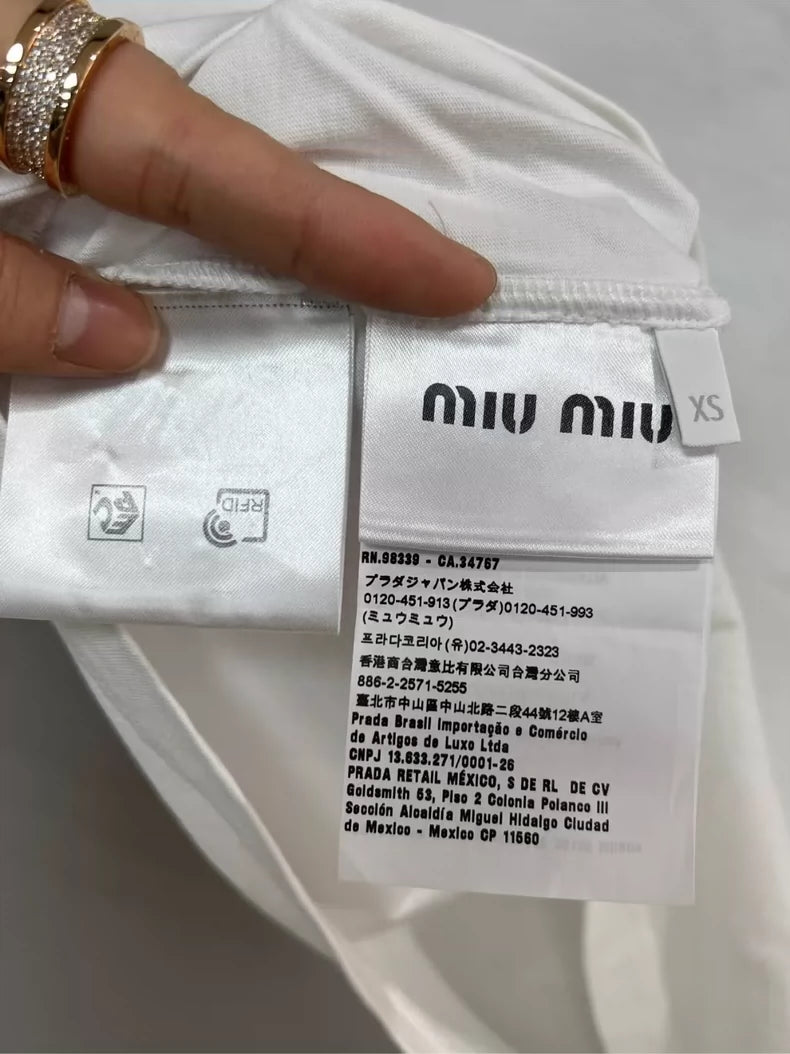 miu miu
XS
EPC
RFID
RN.98339 - CA.34767
プラダジャパン株式会社
0120-451-913(プラダ)0120-451-993
(ミュウミュウ)
프라다코리아(유)02-3443-2323
香港商台灣意比有限公司台灣分公司
886-2-2571-5255
臺北市中山區中山北路二段44號12樓A室
Prada Brasil Importação e Comércio
de Artigos de Luxo Ltda
CNPJ 13.633.271/0001-26
PRADA RETAIL MÉXICO, S DE RL DE CV
Goldsmith 53, Piso 2 Colonia Polanco III
Sección Alcaldía Miguel Hidalgo Ciudad
de Mexico - Mexico CP 11560